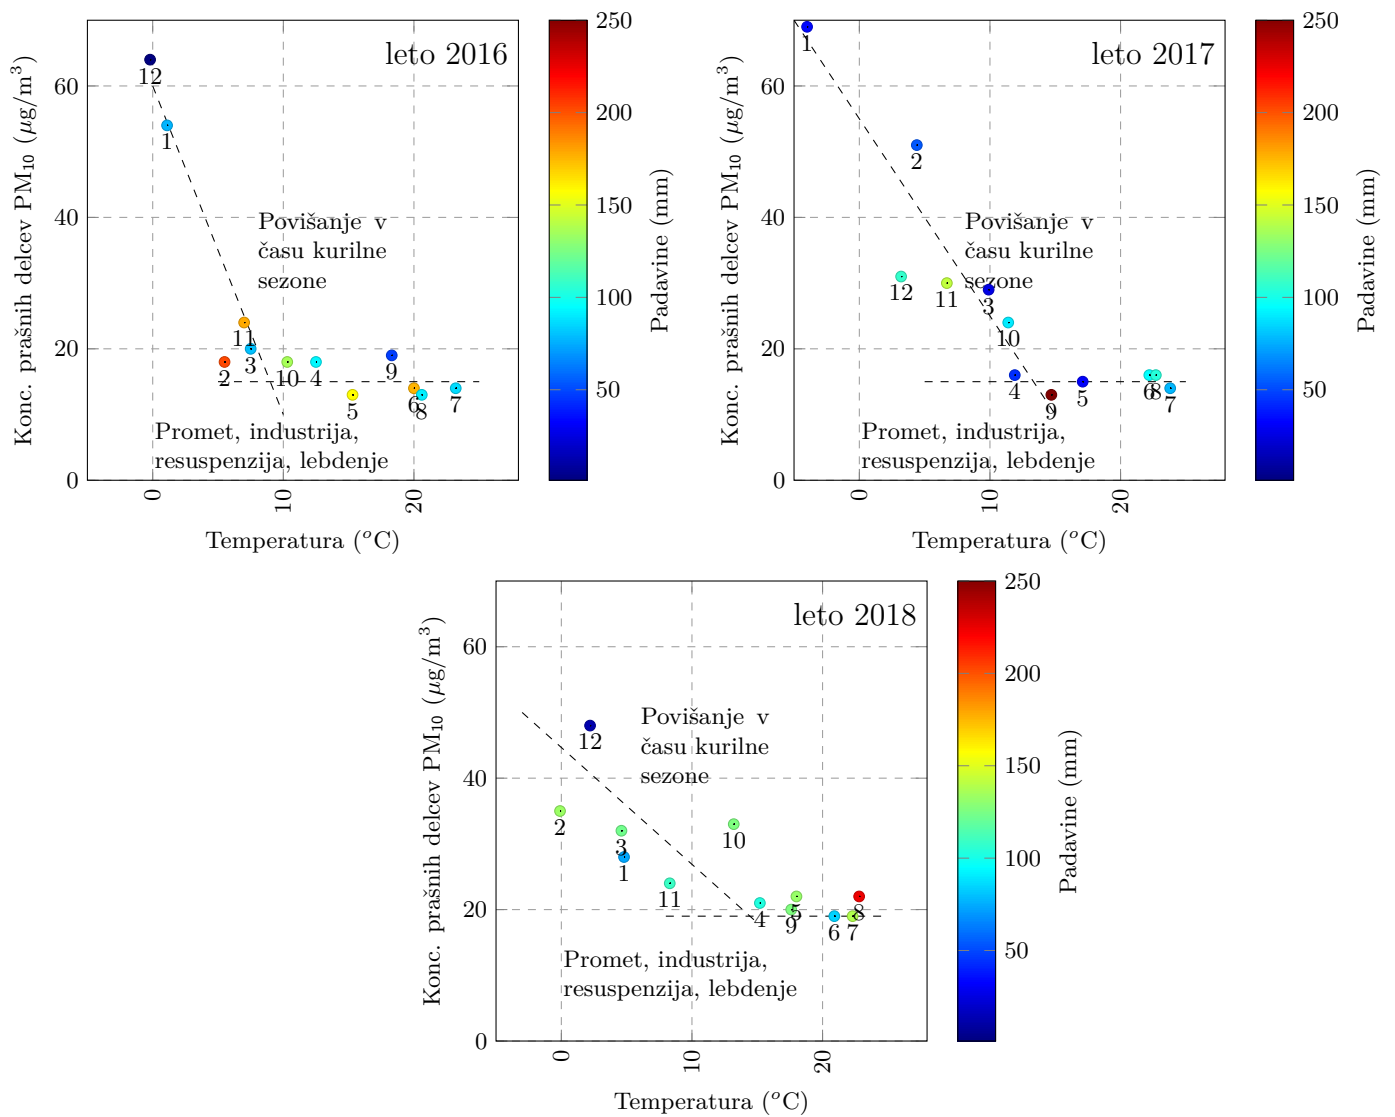 leto 2016
Konc. prašnih delcev PM10 (μg/m³)
60
40
20
0
12
1
11
3
2
10
4
9
5
6
8
7
Povišanje v
času kurilne
sezone
Promet, industrija,
resuspenzija, lebdenje
0
10
20
Temperatura (°C)
250
200
150
100
50
Padavine (mm)
leto 2017
Konc. prašnih delcev PM10 (μg/m³)
60
40
20
0
1
2
12
11
3
10
4
9
5
6
8
7
Povišanje v
času kurilne
sezone
Promet, industrija,
resuspenzija, lebdenje
0
10
20
Temperatura (°C)
250
200
150
100
50
Padavine (mm)
leto 2018
Konc. prašnih delcev PM10 (μg/m³)
60
40
20
0
12
2
3
1
11
10
4
5
9
6
7
8
Povišanje v
času kurilne
sezone
Promet, industrija,
resuspenzija, lebdenje
0
10
20
Temperatura (°C)
250
200
150
100
50
Padavine (mm)